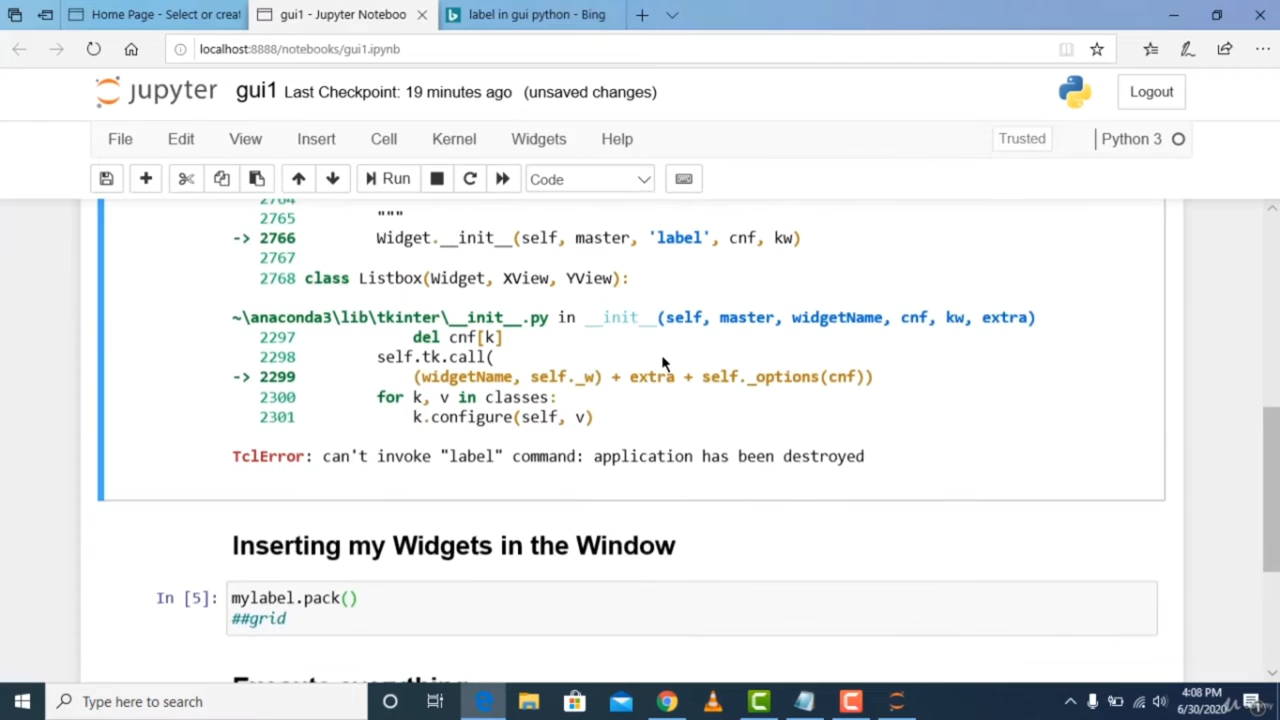 Home Page - Select or creat
gui1 - Jupyter Noteboo
label in gui python - Bing
localhost:8888/notebooks/gui1.ipynb
jupyter gui1 Last Checkpoint: 19 minutes ago (unsaved changes)
Logout
File Edit View Insert Cell Kernel Widgets Help
Trusted
Python 3
Run
Code
2764
2765 """
-> 2766 Widget.__init__(self, master, 'label', cnf, kw)
2767
2768 class Listbox(Widget, XView, YView):
~\anaconda3\lib\tkinter\__init__.py in __init__(self, master, widgetName, cnf, kw, extra)
2297 del cnf[k]
2298 self.tk.call(
-> 2299 (widgetName, self._w) + extra + self._options(cnf))
2300 for k, v in classes:
2301 k.configure(self, v)
TclError: can't invoke "label" command: application has been destroyed
Inserting my Widgets in the Window
In [5]: mylabel.pack()
##grid
Execute everything
Type here to search
4:08 PM
6/30/2020